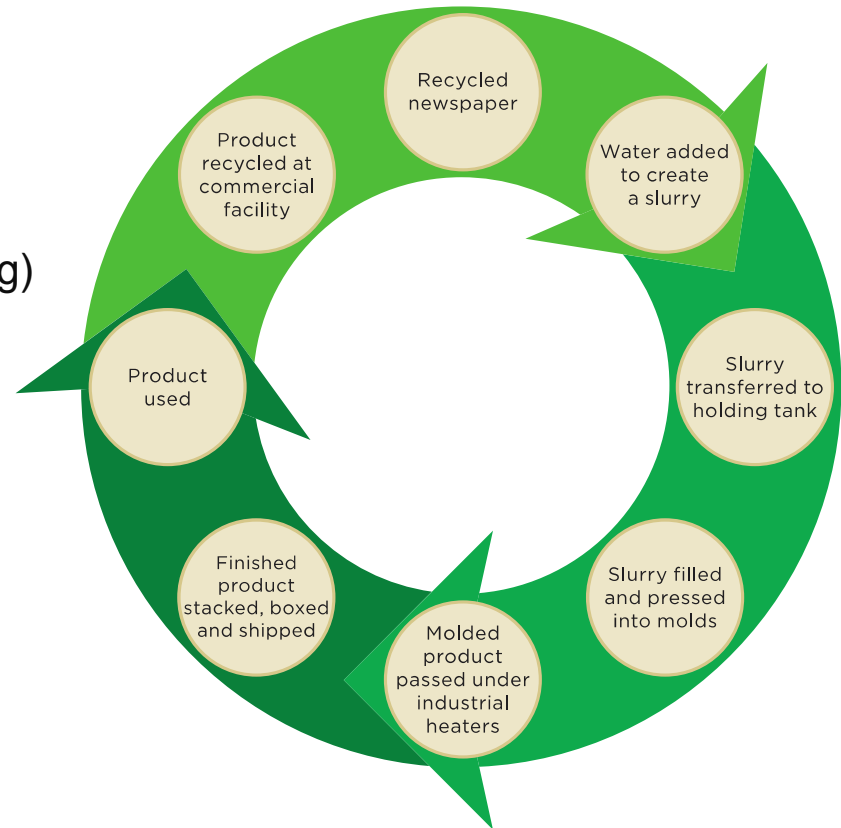 Recycled
newspaper
Water added
to create
a slurry
Slurry
transferred to
holding tank
Slurry filled
and pressed
into molds
Molded
product
passed under
industrial
heaters
Finished
product
stacked, boxed
and shipped
Product
used
Product
recycled at
commercial
facility
g)